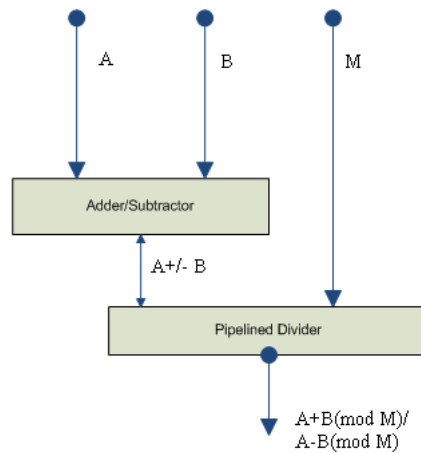 A
B
M
Adder/Subtractor
A+/- B
Pipelined Divider
A+B(mod M)/
A-B(mod M)